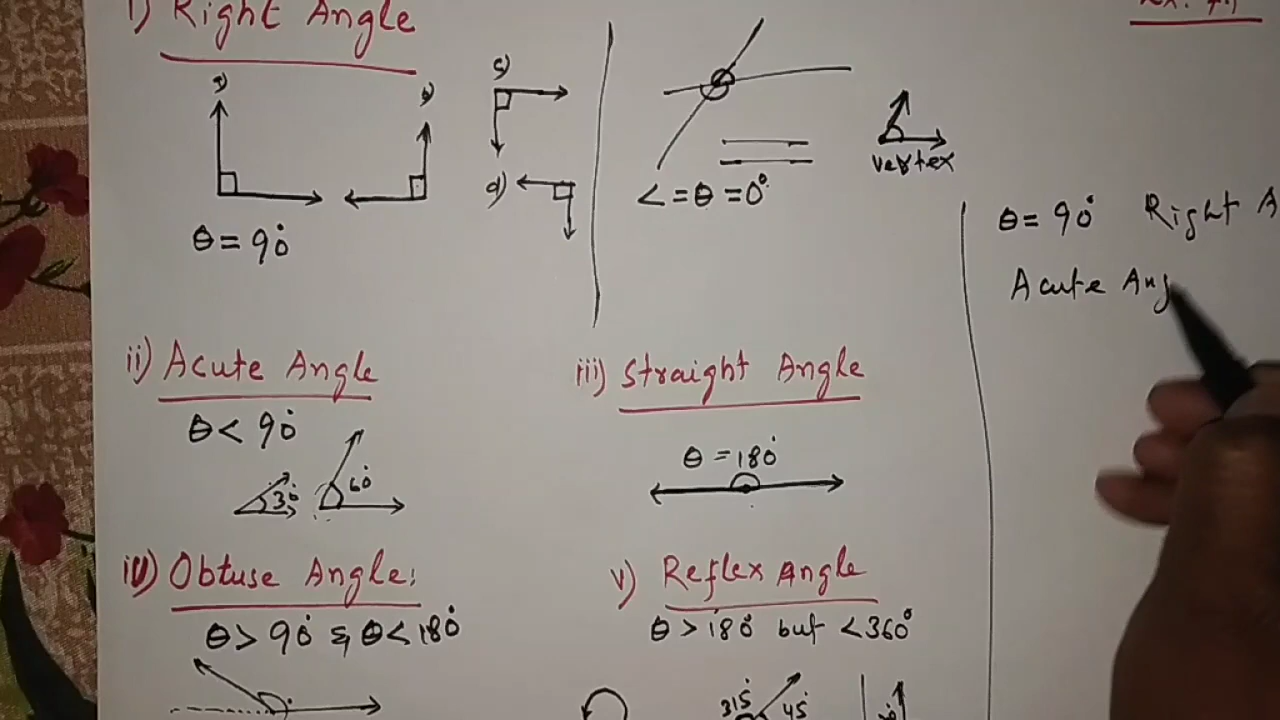 i) Right Angle
a)
b)
c)
d)
θ = 90°
∠ = θ = 0°
vertex
θ = 90° Right A
Acute Ang
ii) Acute Angle
θ < 90°
30°
60°
iii) Straight Angle
θ = 180°
iv) Obtuse Angle:
θ > 90° & θ < 180°
v) Reflex Angle
θ > 180° but < 360°
315°
45°